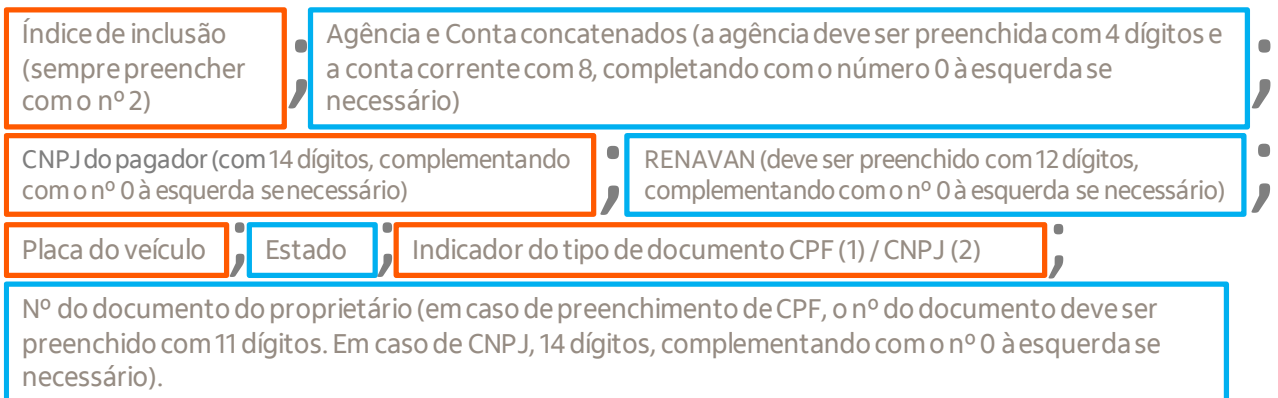 Índice de inclusão
(sempre preencher
com o nº 2)
;
Agência e Conta concatenados (a agência deve ser preenchida com 4 dígitos e
a conta corrente com 8, completando com o número 0 à esquerda se
necessário)
;
CNPJ do pagador (com 14 dígitos, complementando
com o nº 0 à esquerda se necessário)
;
RENAVAN (deve ser preenchido com 12 dígitos,
complementando com o nº 0 à esquerda se necessário)
;
Placa do veículo ; Estado ; Indicador do tipo de documento CPF (1) / CNPJ (2) ;
Nº do documento do proprietário (em caso de preenchimento de CPF, o nº do documento deve ser
preenchido com 11 dígitos. Em caso de CNPJ, 14 dígitos, complementando com o nº 0 à esquerda se
necessário).